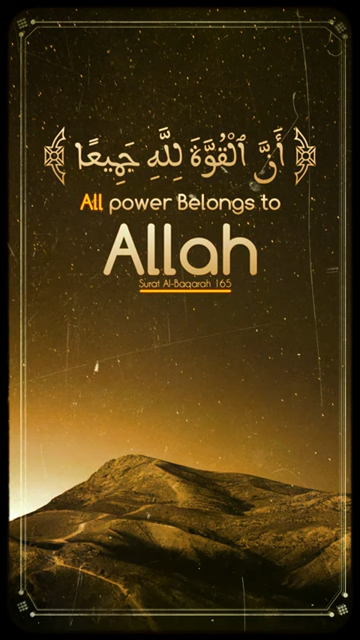 أَنَّ ٱلْقُوَّةَ لِلَّهِ جَمِيعًا
All power Belongs to
Allah
Surat Al-Baqarah 165